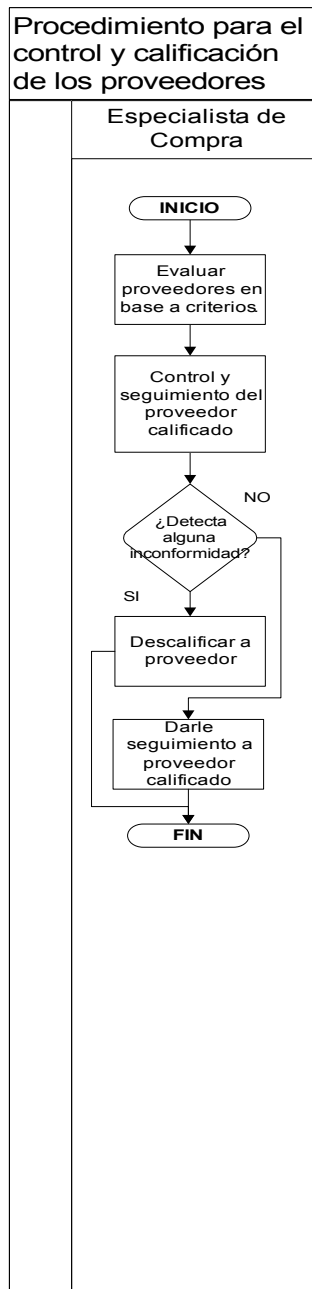 Procedimiento para el
control y calificación
de los proveedores
Especialista de
Compra
INICIO
Evaluar
proveedores en
base a criterios.
Control y
seguimiento del
proveedor
calificado
NO
¿Detecta
alguna
inconformidad?
SI
Descalificar a
proveedor
Darle
seguimiento a
proveedor
calificado
FIN